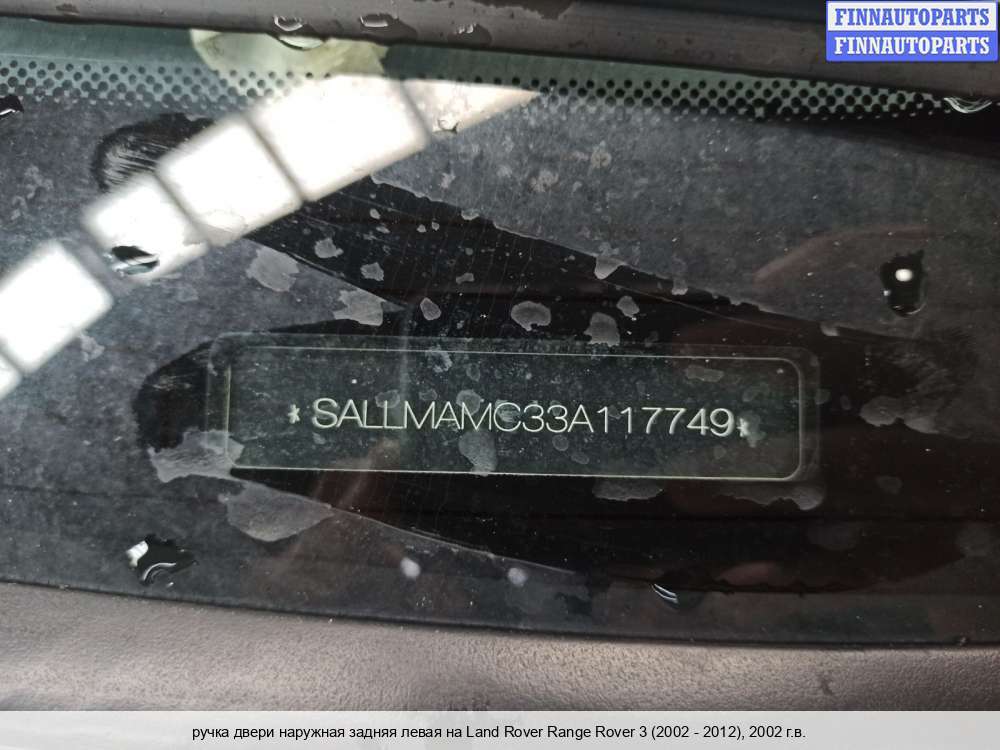 FINNAUTOPARTS
FINNAUTOPARTS
* SALLMAMC33A117749*
ручка двери наружная задняя левая на Land Rover Range Rover 3 (2002 - 2012), 2002 г.в.